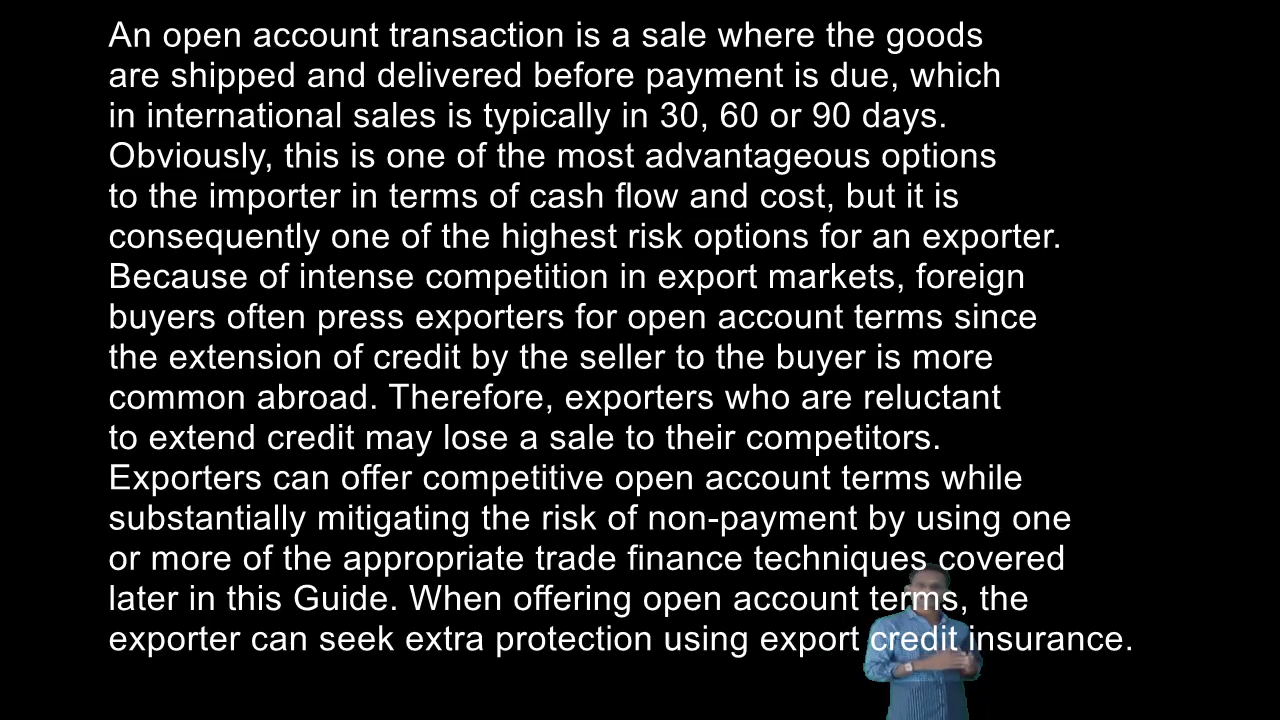 An open account transaction is a sale where the goods
are shipped and delivered before payment is due, which
in international sales is typically in 30, 60 or 90 days.
Obviously, this is one of the most advantageous options
to the importer in terms of cash flow and cost, but it is
consequently one of the highest risk options for an exporter.
Because of intense competition in export markets, foreign
buyers often press exporters for open account terms since
the extension of credit by the seller to the buyer is more
common abroad. Therefore, exporters who are reluctant
to extend credit may lose a sale to their competitors.
Exporters can offer competitive open account terms while
substantially mitigating the risk of non-payment by using one
or more of the appropriate trade finance techniques covered
later in this Guide. When offering open account terms, the
exporter can seek extra protection using export credit insurance.